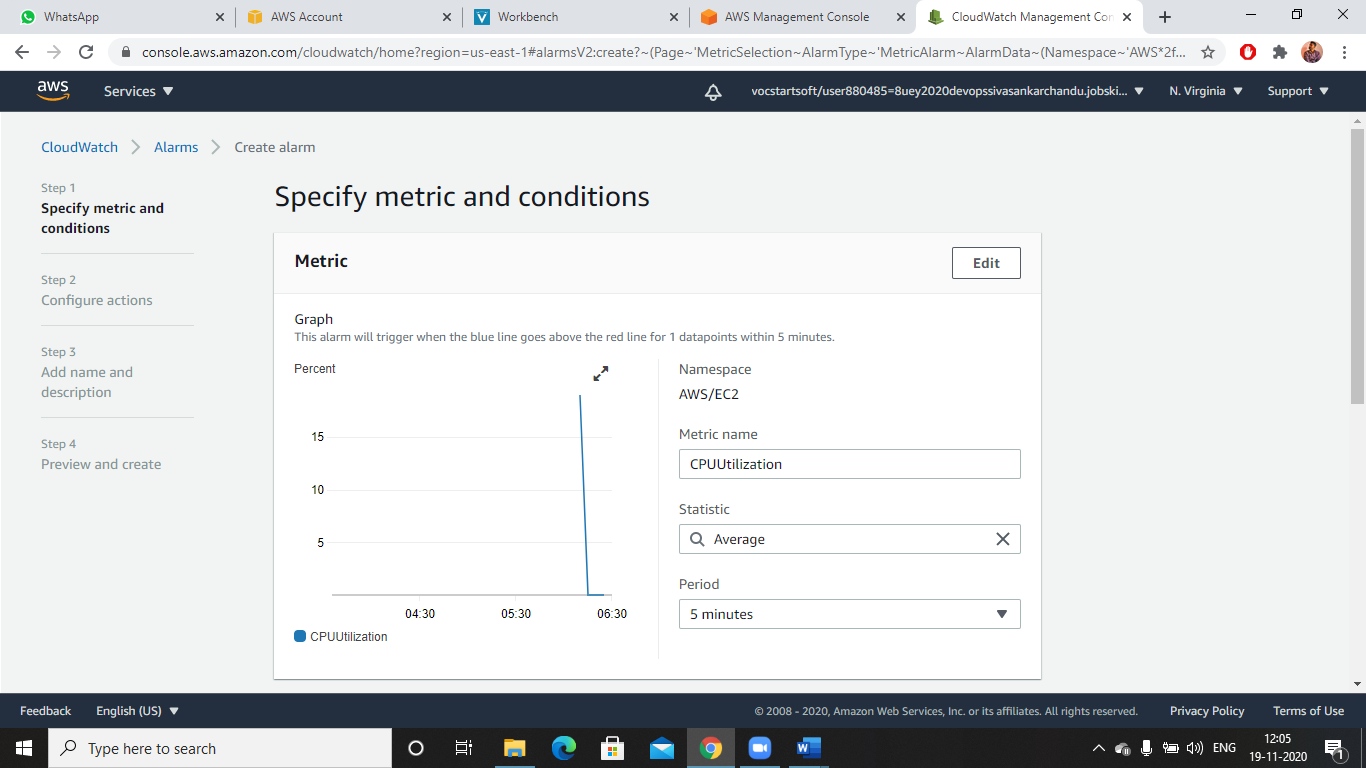 WhatsApp
AWS Account
Workbench
AWS Management Console
CloudWatch Management Con
console.aws.amazon.com/cloudwatch/home?region=us-east-1#alarmsV2:create?~(Page~'MetricSelection~AlarmType~'MetricAlarm~AlarmData~(Namespace~'AWS*2f...
aws
Services
vocstartsoft/user880485=8uey2020devopssivasankarchandu.jobski...
N. Virginia
Support
CloudWatch
Alarms
Create alarm
Step 1
Specify metric and
conditions
Step 2
Configure actions
Step 3
Add name and
description
Step 4
Preview and create
Specify metric and conditions
Metric
Edit
Graph
This alarm will trigger when the blue line goes above the red line for 1 datapoints within 5 minutes.
Percent
15
10
5
04:30
05:30
06:30
CPUUtilization
Namespace
AWS/EC2
Metric name
CPUUtilization
Statistic
Average
Period
5 minutes
Feedback
English (US)
© 2008 - 2020, Amazon Web Services, Inc. or its affiliates. All rights reserved.
Privacy Policy
Terms of Use
Type here to search
ENG
12:05
19-11-2020
1